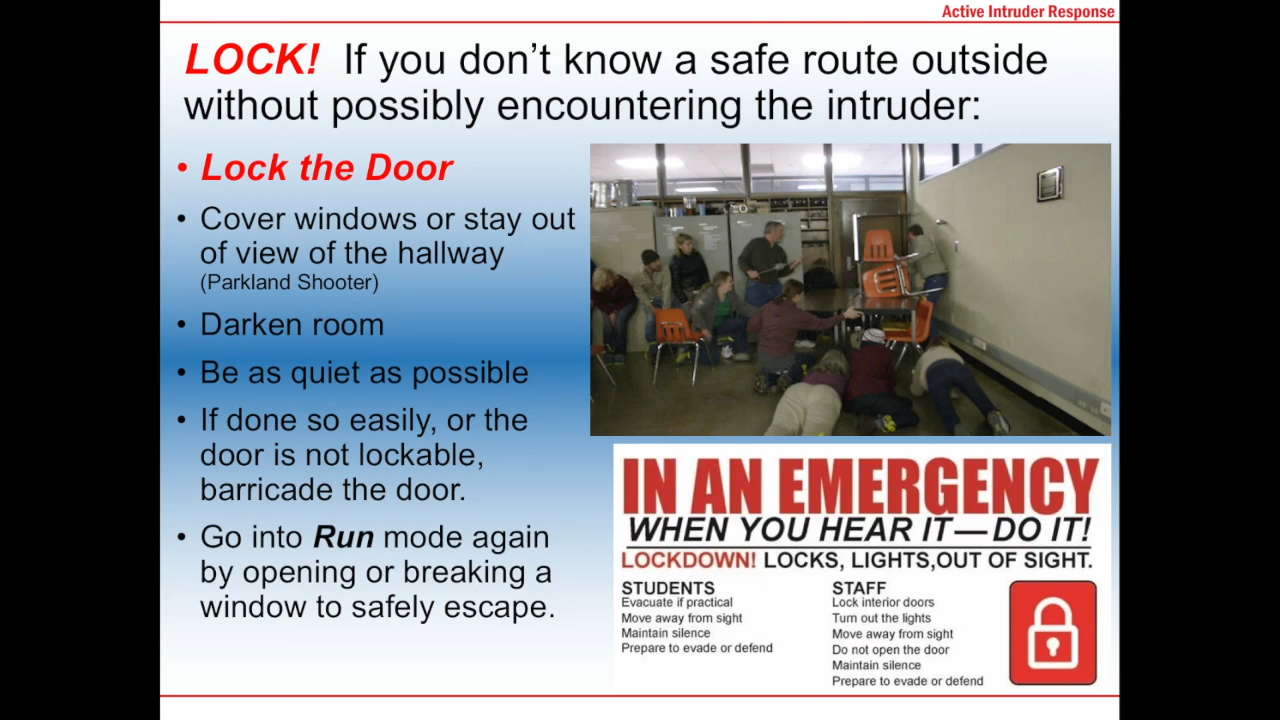 Active Intruder Response
LOCK! If you don't know a safe route outside
without possibly encountering the intruder:
• Lock the Door
• Cover windows or stay out
of view of the hallway
(Parkland Shooter)
• Darken room
• Be as quiet as possible
• If done so easily, or the
door is not lockable,
barricade the door.
• Go into Run mode again
by opening or breaking a
window to safely escape.
IN AN EMERGENCY
WHEN YOU HEAR IT—DO IT!
LOCKDOWN! LOCKS, LIGHTS,OUT OF SIGHT.
STUDENTS
Evacuate if practical
Move away from sight
Maintain silence
Prepare to evade or defend
STAFF
Lock interior doors
Turn out the lights
Move away from sight
Do not open the door
Maintain silence
Prepare to evade or defend